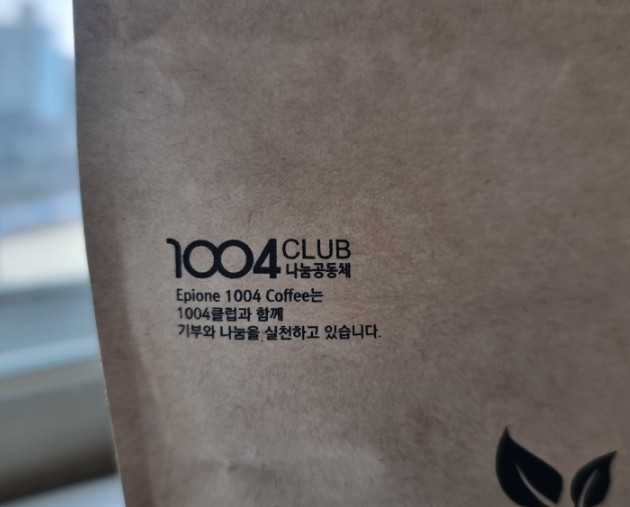 1004 CLUB
나눔공동체
Epione 1004 Coffee는
1004클럽과 함께
기부와 나눔을 실천하고 있습니다.